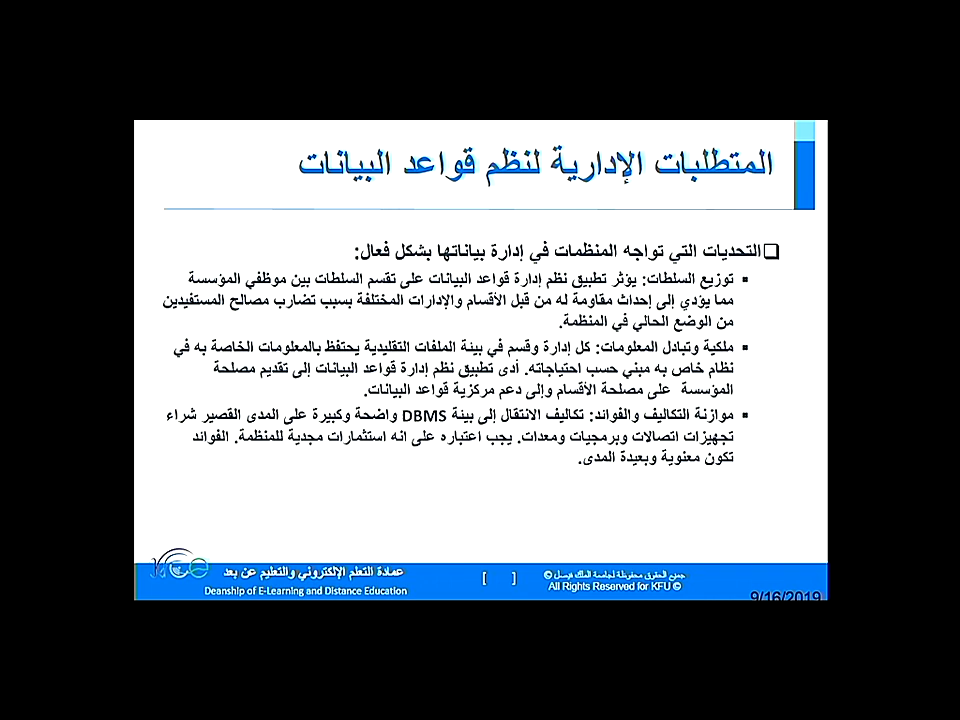 المتطلبات الإدارية لنظم قواعد البيانات
التحديات التي تواجه المنظمات في إدارة بياناتها بشكل فعال:
توزيع السلطات: يؤثر تطبيق نظم إدارة قواعد البيانات على تقسم السلطات بين موظفي المؤسسة
مما يؤدي إلى إحداث مقاومة له من قبل الأقسام والإدارات المختلفة بسبب تضارب مصالح المستفيدين
من الوضع الحالي في المنظمة.
ملكية وتبادل المعلومات: كل إدارة وقسم في بيئة الملفات التقليدية يحتفظ بالمعلومات الخاصة به في
نظام خاص به مبني حسب احتياجاته. أدى تطبيق نظم إدارة قواعد البيانات إلى تقديم مصلحة
المؤسسة على مصلحة الأقسام وإلى دعم مركزية قواعد البيانات.
موازنة التكاليف والفوائد: تكاليف الانتقال إلى بيئة DBMS واضحة وكبيرة على المدى القصير شراء
تجهيزات اتصالات وبرمجيات ومعدات. يجب اعتباره على انه استثمارات مجدية للمنظمة. الفوائد
تكون معنوية وبعيدة المدى.
جميع الحقوق محفوظة لجامعة الملك فيصل ©
All Rights Reserved for KFU ©
[ ]
عمادة التعلم الإلكتروني والتعليم عن بعد
Deanship of E-Learning and Distance Education
9/16/2019